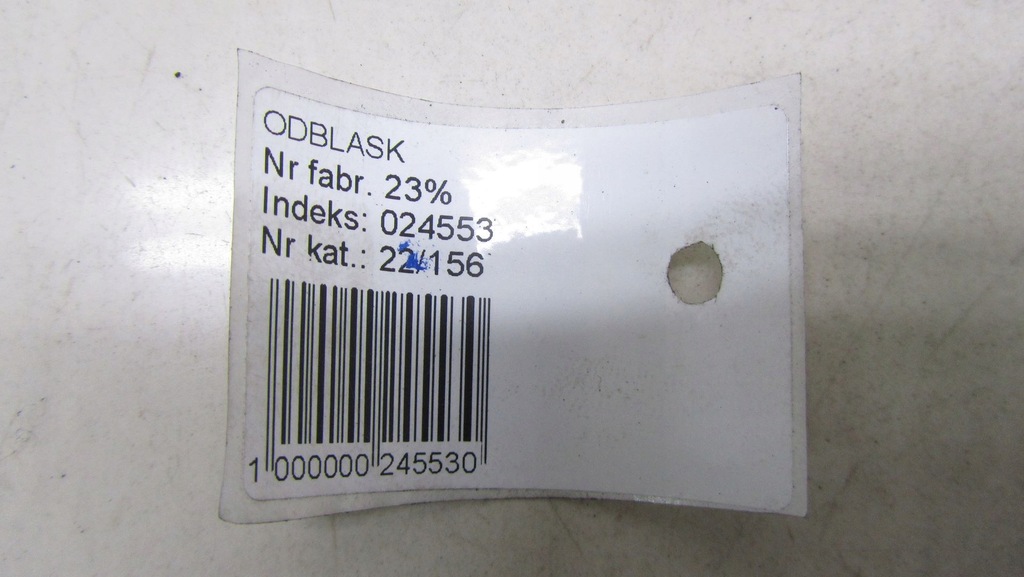 ODBLASK
Nr fabr. 23%
Indeks: 024553
Nr kat.: 22/156
1 000000 245530